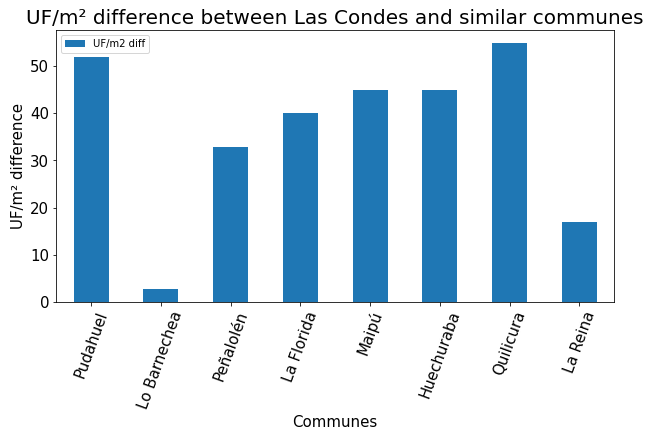 UF/m² difference between Las Condes and similar communes
UF/m2 diff
UF/m² difference
50
40
30
20
10
0
Pudahuel
Lo Barnechea
Peñalolén
La Florida
Maipú
Huechuraba
Quilicura
La Reina
Communes